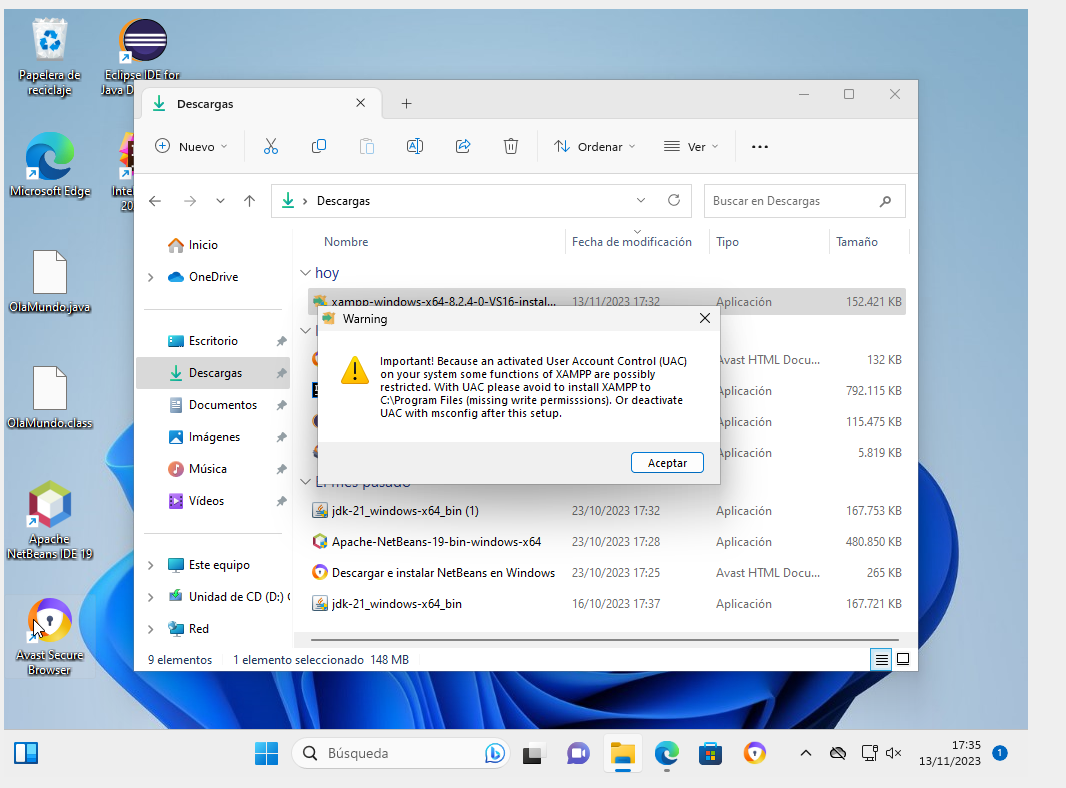 Papelera de
reciclaje
Eclipse IDE for
Java D
Microsoft Edge
Inte
20
OlaMundo.java
OlaMundo.class
Apache
NetBeans IDE 19
Avast Secure
Browser
Descargas
Nuevo
Ordenar
Ver
Descargas
Buscar en Descargas
Inicio
OneDrive
Escritorio
Descargas
Documentos
Imágenes
Música
Vídeos
Este equipo
Unidad de CD (D:)
Red
Nombre
Fecha de modificación
Tipo
Tamaño
hoy
xampp-windows-x64-8.2.4-0-VS16-instal...
13/11/2023 17:32
Aplicación
152.421 KB
Warning
Important! Because an activated User Account Control (UAC)
on your system some functions of XAMPP are possibly
restricted. With UAC please avoid to install XAMPP to
C:\Program Files (missing write permisssions). Or deactivate
UAC with msconfig after this setup.
Aceptar
Avast HTML Docu...
132 KB
Aplicación
792.115 KB
Aplicación
115.475 KB
Aplicación
5.819 KB
El mes pasado
jdk-21_windows-x64_bin (1)
23/10/2023 17:32
Aplicación
167.753 KB
Apache-NetBeans-19-bin-windows-x64
23/10/2023 17:28
Aplicación
480.850 KB
Descargar e instalar NetBeans en Windows
23/10/2023 17:25
Avast HTML Docu...
265 KB
jdk-21_windows-x64_bin
16/10/2023 17:37
Aplicación
167.721 KB
9 elementos
1 elemento seleccionado 148 MB
Búsqueda
17:35
13/11/2023
1